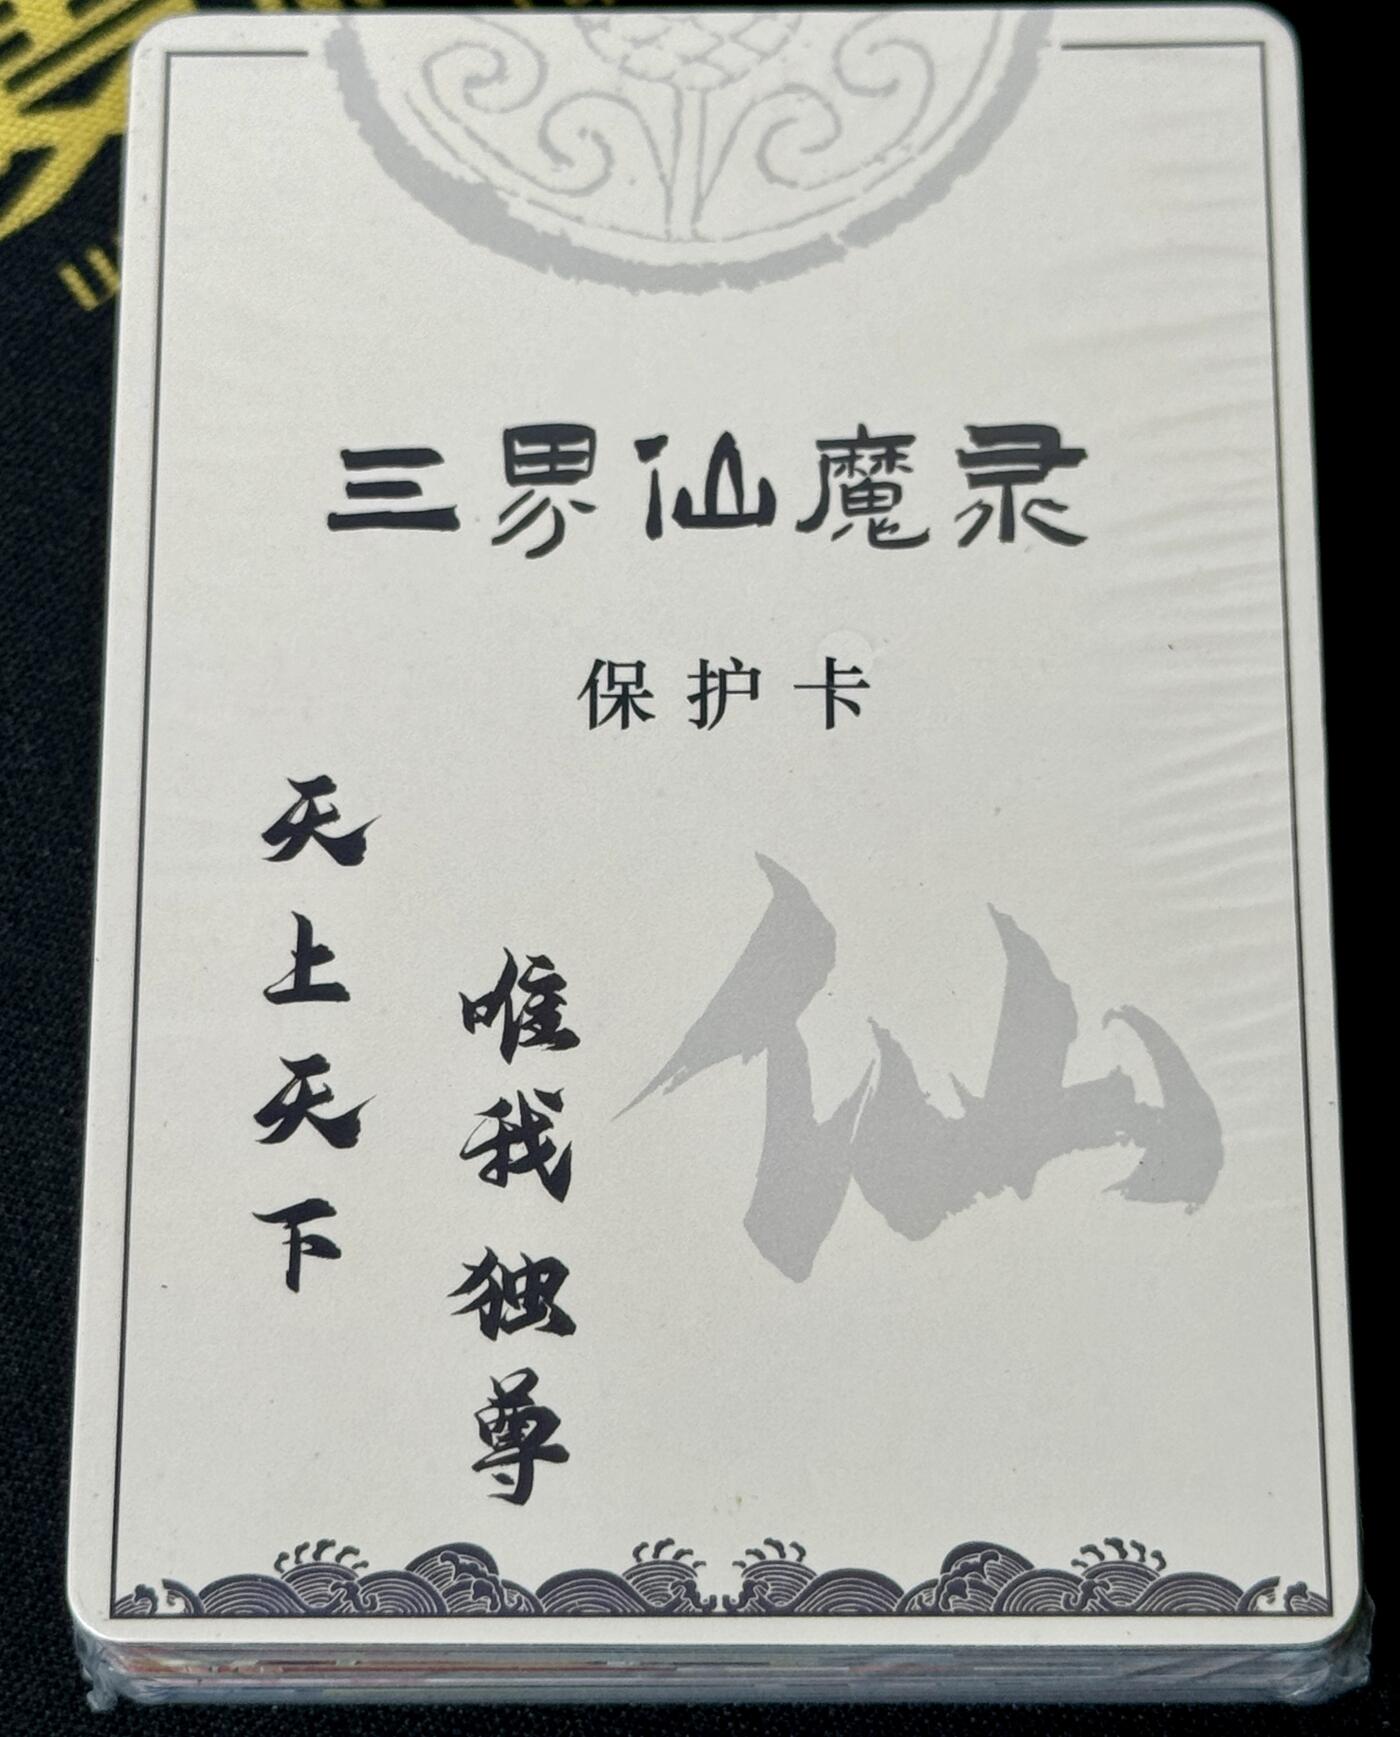 三界仙魔录
保护卡
天上天下
唯我独尊
仙